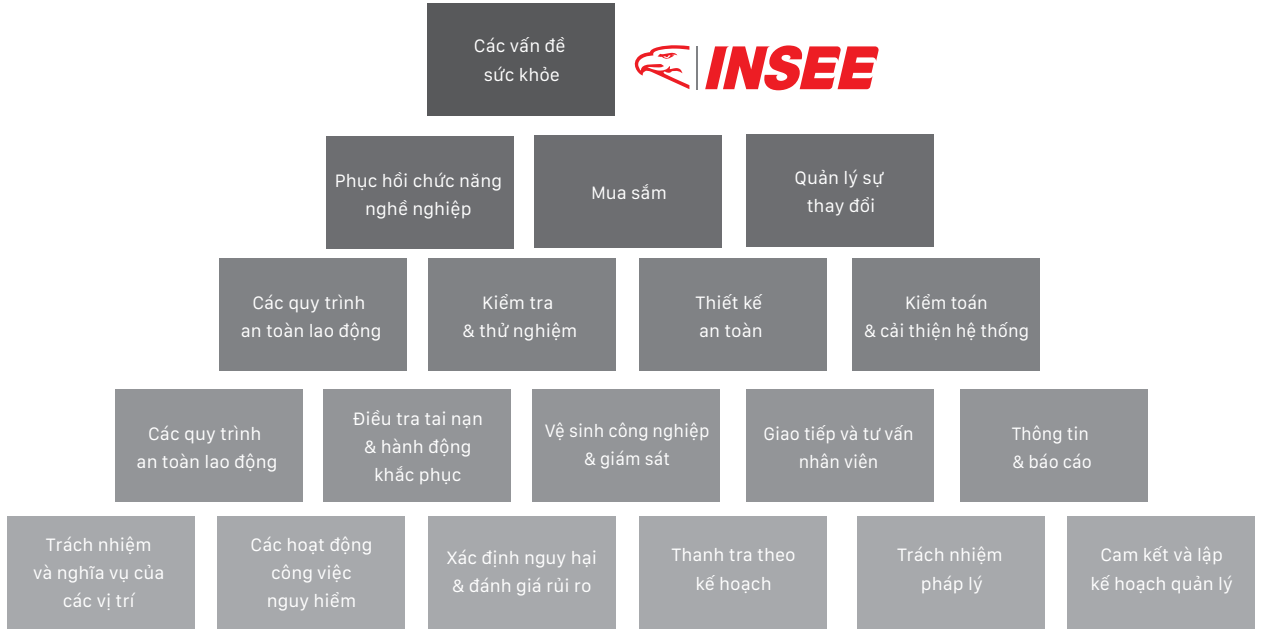 Các vấn đề
sức khỏe
INSEE
Phục hồi chức năng
nghề nghiệp
Mua sắm
Quản lý sự
thay đổi
Các quy trình
an toàn lao động
Kiểm tra
& thử nghiệm
Thiết kế
an toàn
Kiểm toán
& cải thiện hệ thống
Các quy trình
an toàn lao động
Điều tra tai nạn
& hành động
khắc phục
Vệ sinh công nghiệp
& giám sát
Giao tiếp và tư vấn
nhân viên
Thông tin
& báo cáo
Trách nhiệm
và nghĩa vụ của
các vị trí
Các hoạt động
công việc
nguy hiểm
Xác định nguy hại
& đánh giá rủi ro
Thanh tra theo
kế hoạch
Trách nhiệm
pháp lý
Cam kết và lập
kế hoạch quản lý